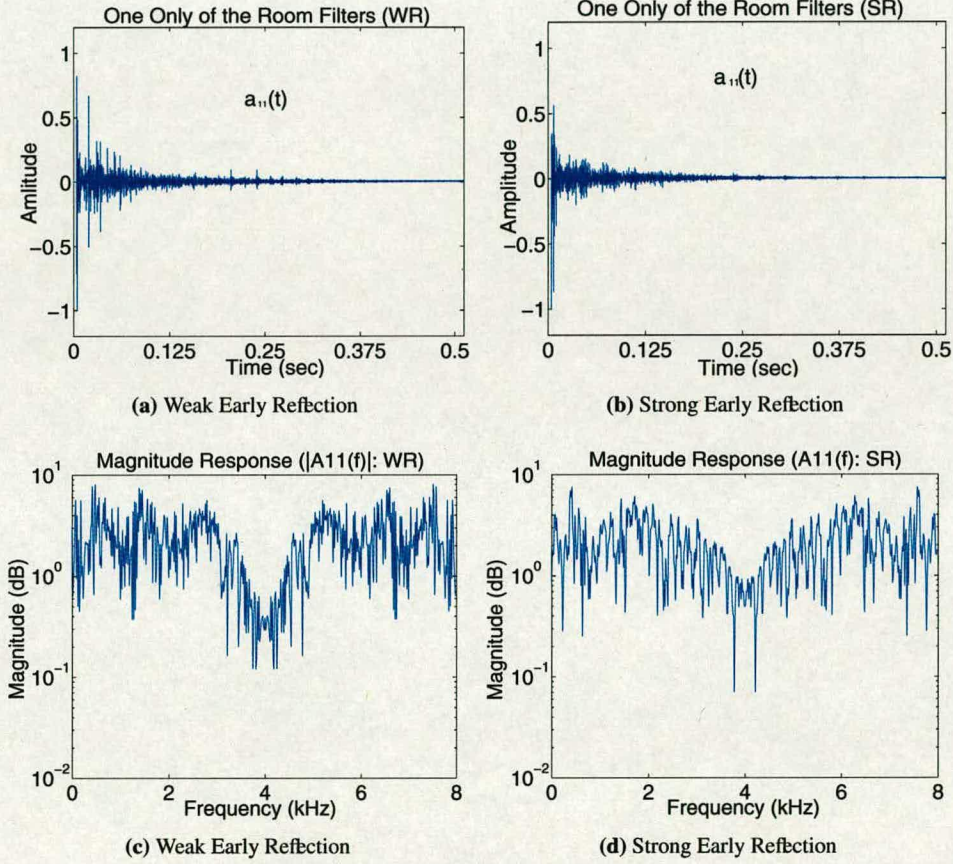 One Only of the Room Filters (WR)
1
0.5
0
−0.5
−1
Amlitude
a₁₁(t)
0 0.125 0.25 0.375 0.5
Time (sec)
(a) Weak Early Reflection
One Only of the Room Filters (SR)
1
0.5
0
−0.5
−1
Amplitude
a₁₁(t)
0 0.125 0.25 0.375 0.5
Time (sec)
(b) Strong Early Reflection
Magnitude Response (|A11(f)|: WR)
10¹
10⁰
10⁻¹
10⁻²
Magnitude (dB)
0 2 4 6 8
Frequency (kHz)
(c) Weak Early Reflection
Magnitude Response (A11(f): SR)
10¹
10⁰
10⁻¹
10⁻²
Magnitude (dB)
0 2 4 6 8
Frequency (kHz)
(d) Strong Early Reflection